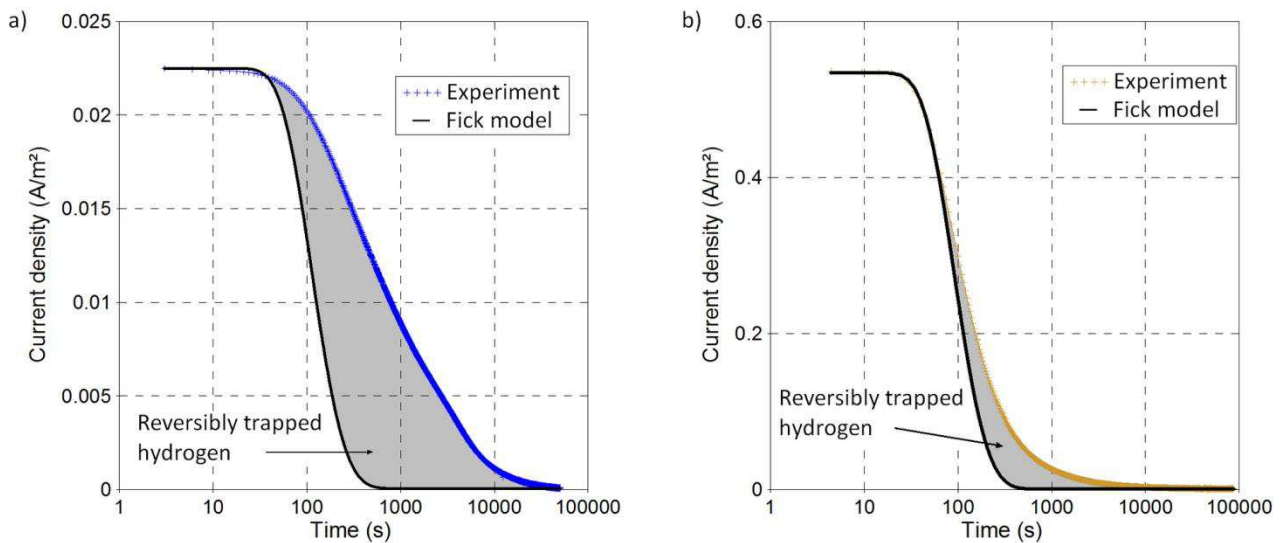 a)
0.025
0.02
0.015
0.01
0.005
0
Current density (A/m²)
++++ Experiment
Fick model
Reversibly trapped
hydrogen
1 10 100 1000 10000 100000
Time (s)
b)
0.6
0.4
0.2
0
Current density (A/m²)
++++ Experiment
Fick model
Reversibly trapped
hydrogen
1 10 100 1000 10000 100000
Time (s)